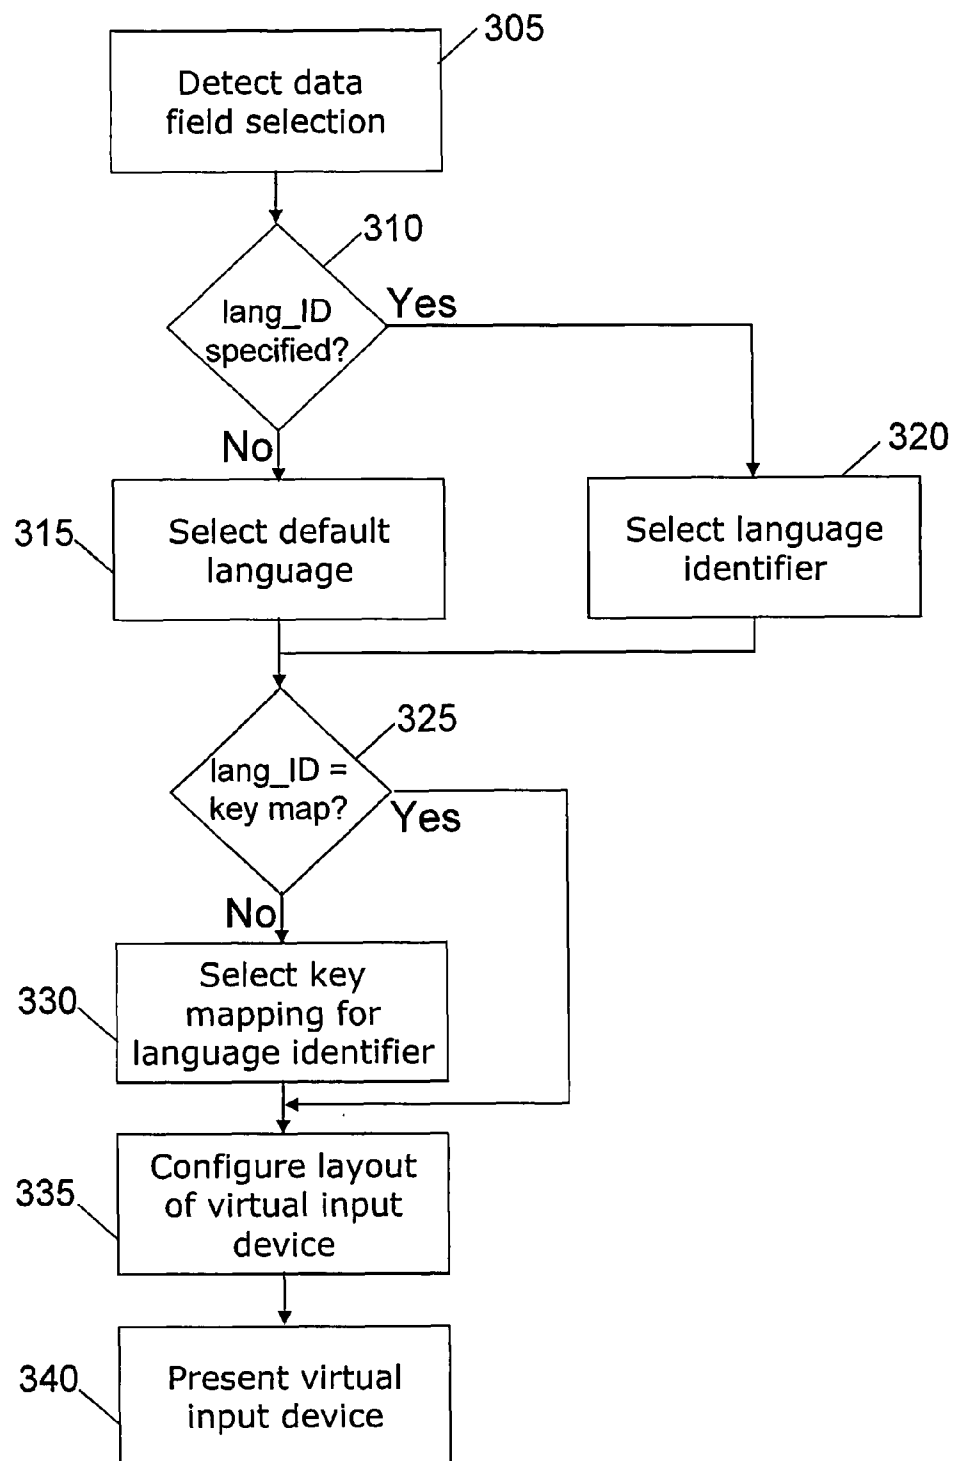 305
Detect data
field selection
310
lang_ID
specified?
Yes
No
320
315
Select default
language
Select language
identifier
325
lang_ID =
key map?
Yes
No
330
Select key
mapping for
language identifier
335
Configure layout
of virtual input
device
340
Present virtual
input device